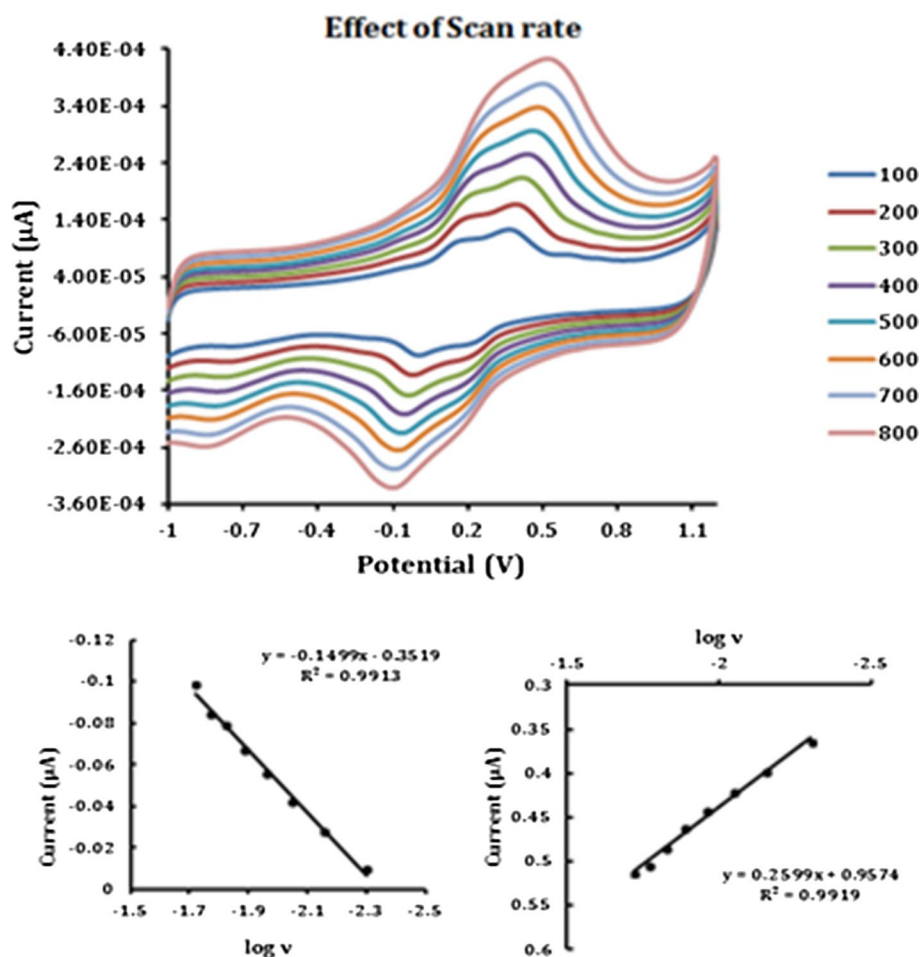 Effect of Scan rate
4.40E-04
3.40E-04
2.40E-04
1.40E-04
4.00E-05
-6.00E-05
-1.60E-04
-2.60E-04
-3.60E-04
Current (μA)
-1 -0.7 -0.4 -0.1 0.2 0.5 0.8 1.1
Potential (V)
100
200
300
400
500
600
700
800
-0.12
-0.1
-0.08
-0.06
-0.04
-0.02
0
Current (μA)
y = -0.1499x - 0.3519
R² = 0.9913
-1.5 -1.7 -1.9 -2.1 -2.3 -2.5
log ν
log ν
-1.5 -2 -2.5
0.3
0.35
0.4
0.45
0.5
0.55
0.6
Current (μA)
y = 0.2599x + 0.9574
R² = 0.9919